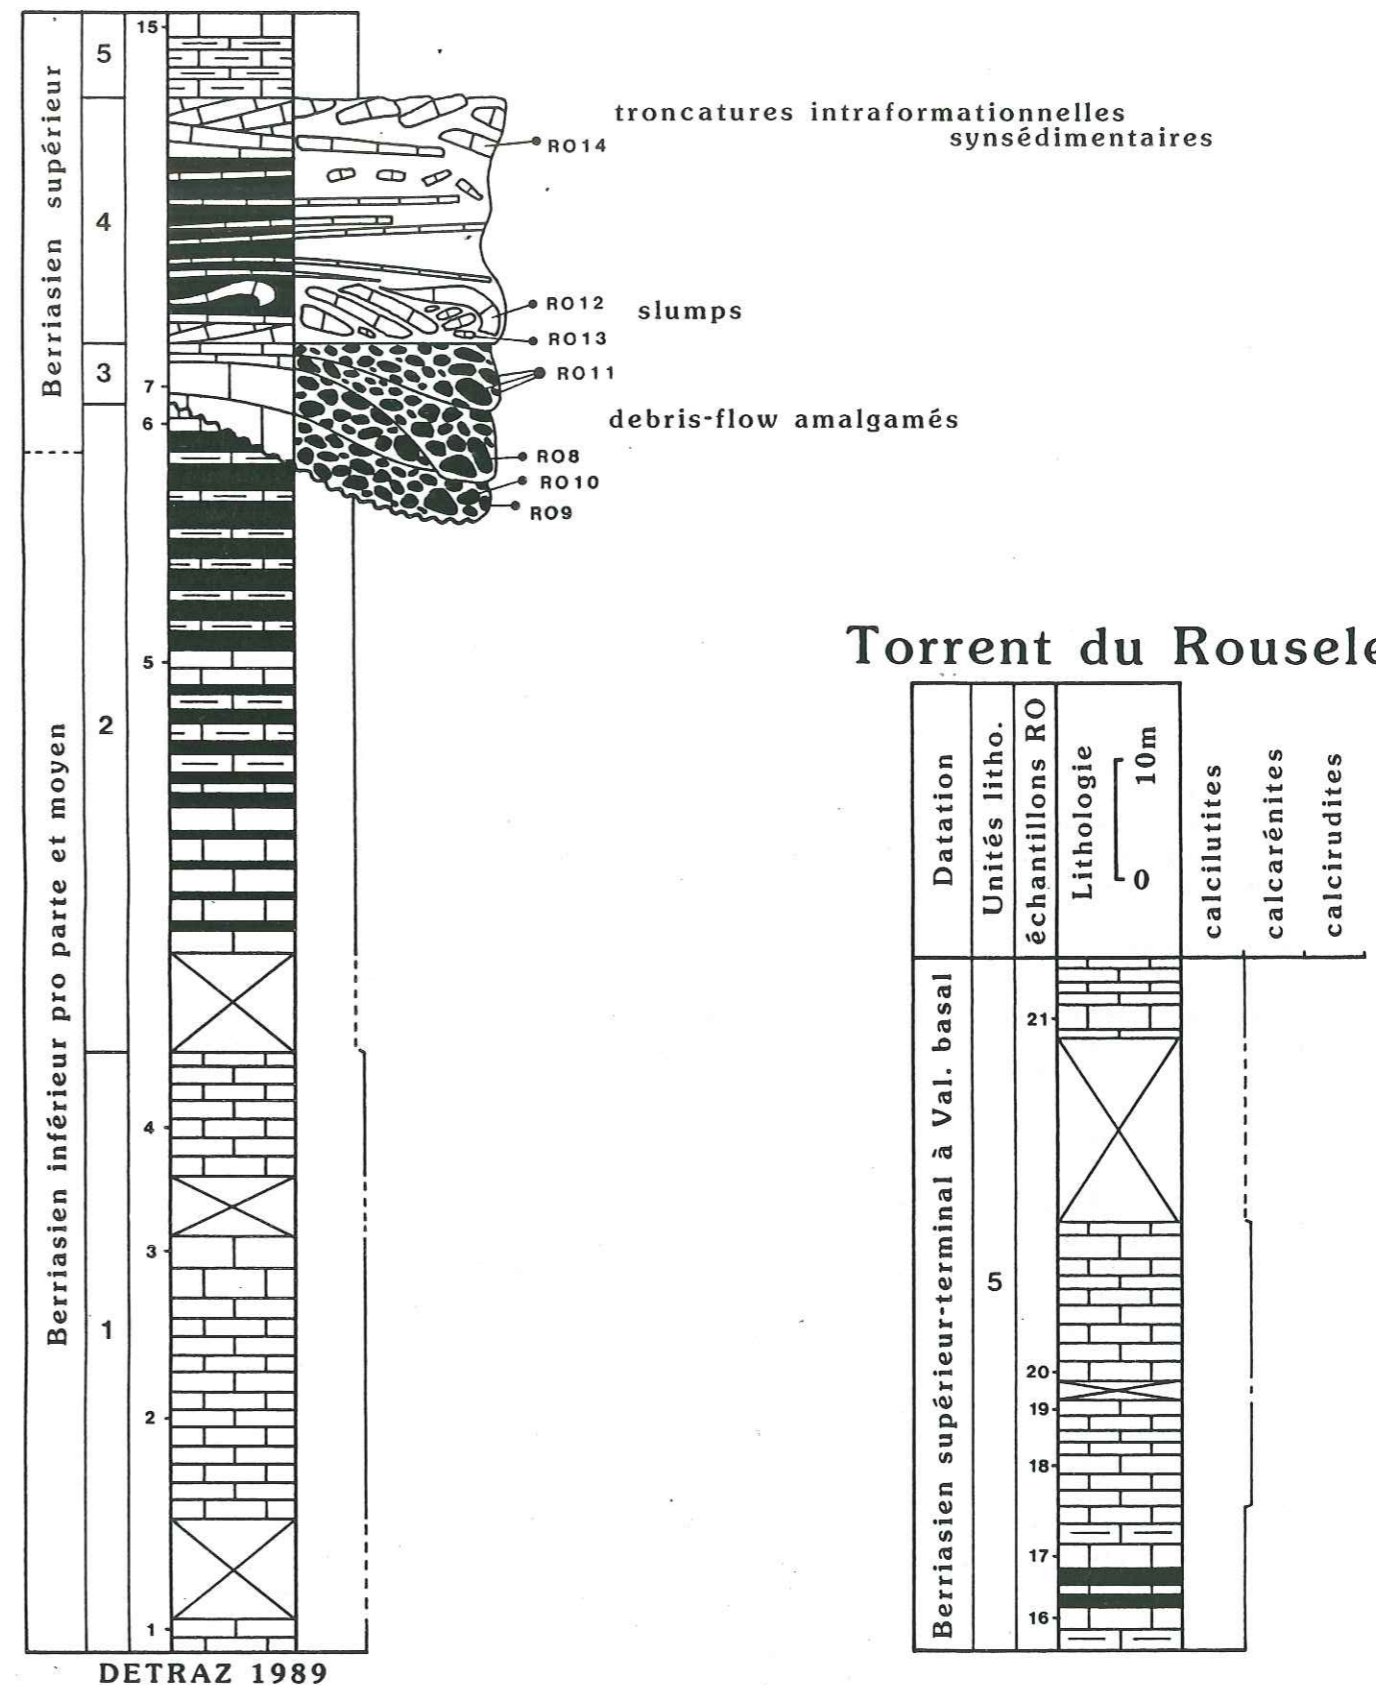 15
5
Berriasien supérieur
troncatures intraformationnelles
synsédimentaires
RO14
4
RO12
slumps
RO13
3
7
RO11
6
debris-flow amalgamés
RO8
RO10
RO9
5
2
Berriasien inférieur pro parte et moyen
4
3
1
2
1
DETRAZ 1989
Torrent du Rousele
Datation
Unités litho.
échantillons RO
Lithologie
10m
0
calcilutites
calcarénites
calcirudites
21
Berriasien supérieur-terminal à Val. basal
5
20
19
18
17
16